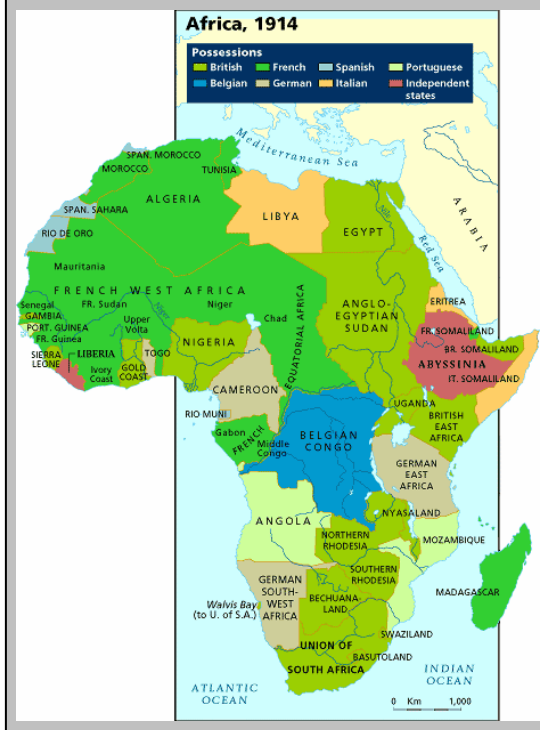 Africa, 1914
Possessions
British
French
Spanish
Portuguese
Belgian
German
Italian
Independent
states
Mediterranean Sea
SPAN. MOROCCO
MOROCCO
TUNISIA
ALGERIA
SPAN. SAHARA
LIBYA
EGYPT
Nile
ARABIA
Red Sea
RIO DE ORO
Mauritania
FRENCH WEST AFRICA
FR. Sudan
Niger
Niger
Chad
EQUATORIAL AFRICA
ANGLO-
EGYPTIAN
SUDAN
ERITREA
Senegal
GAMBIA
PORT. GUINEA
FR. Guinea
Upper
Volta
FR. SOMALILAND
SIERRA
LEONE
LIBERIA
Ivory
Coast
GOLD
COAST
TOGO
NIGERIA
BR. SOMALILAND
ABYSSINIA
IT. SOMALILAND
CAMEROON
RIO MUNI
UGANDA
BRITISH
EAST
AFRICA
Gabon
FRENCH
Middle
Congo
BELGIAN
CONGO
GERMAN
EAST
AFRICA
ANGOLA
NYASALAND
NORTHERN
RHODESIA
MOZAMBIQUE
SOUTHERN
RHODESIA
GERMAN
SOUTH-
WEST
AFRICA
BECHUANA-
LAND
MADAGASCAR
Walvis Bay
(to U. of S.A.)
SWAZILAND
UNION OF
SOUTH AFRICA
BASUTOLAND
ATLANTIC
OCEAN
INDIAN
OCEAN
0 Km 1,000